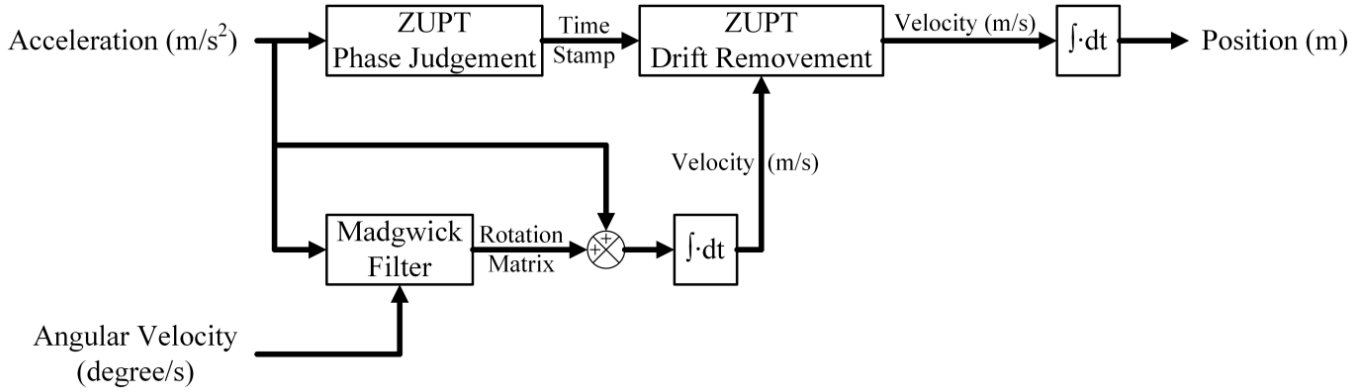 Acceleration (m/s²)
ZUPT
Phase Judgement
Time
Stamp
ZUPT
Drift Removement
Velocity (m/s)
∫·dt
Position (m)
Velocity (m/s)
Madgwick
Filter
Rotation
Matrix
+
+
∫·dt
Angular Velocity
(degree/s)